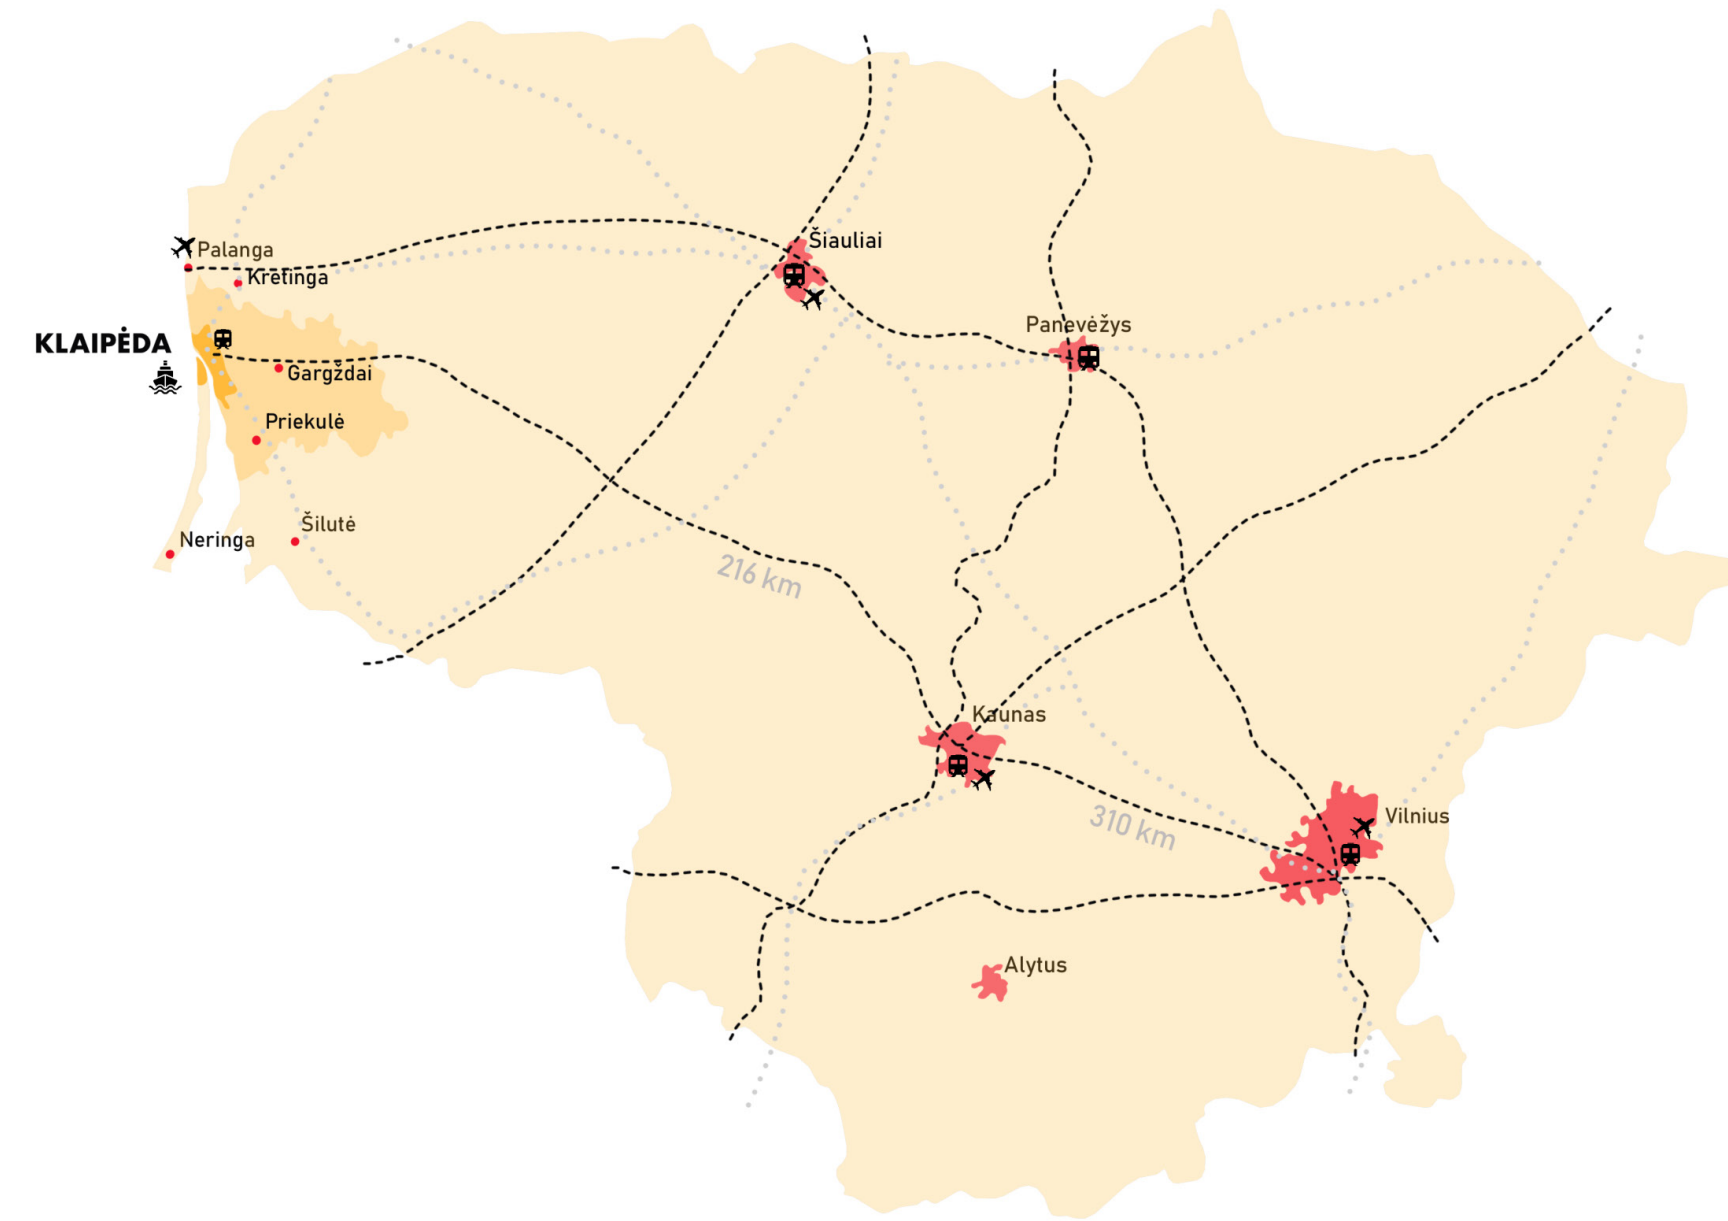 Šiauliai
Palanga
Kretinga
Panevėžys
KLAIPĖDA
Gargždai
Priekulė
Šilutė
Neringa
216 km
Kaunas
310 km
Vilnius
Alytus